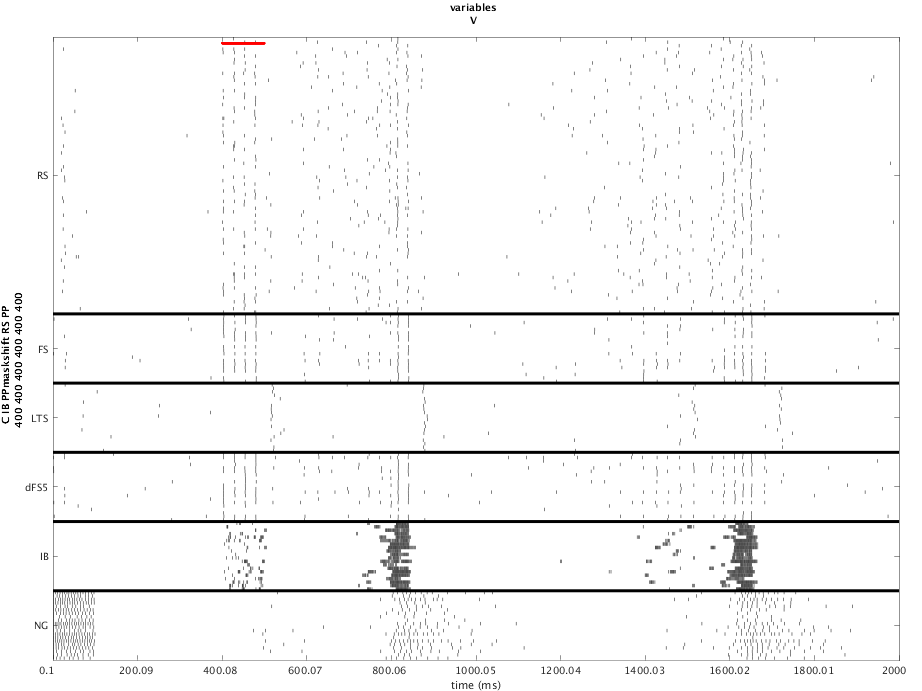 variables
V
C IB PPmaskshift RS PP
400 400 400 400 400 400
RS
FS
LTS
dFS5
IB
NG
0.1 200.09 400.08 600.07 800.06 1000.05 1200.04 1400.03 1600.02 1800.01 2000
time (ms)